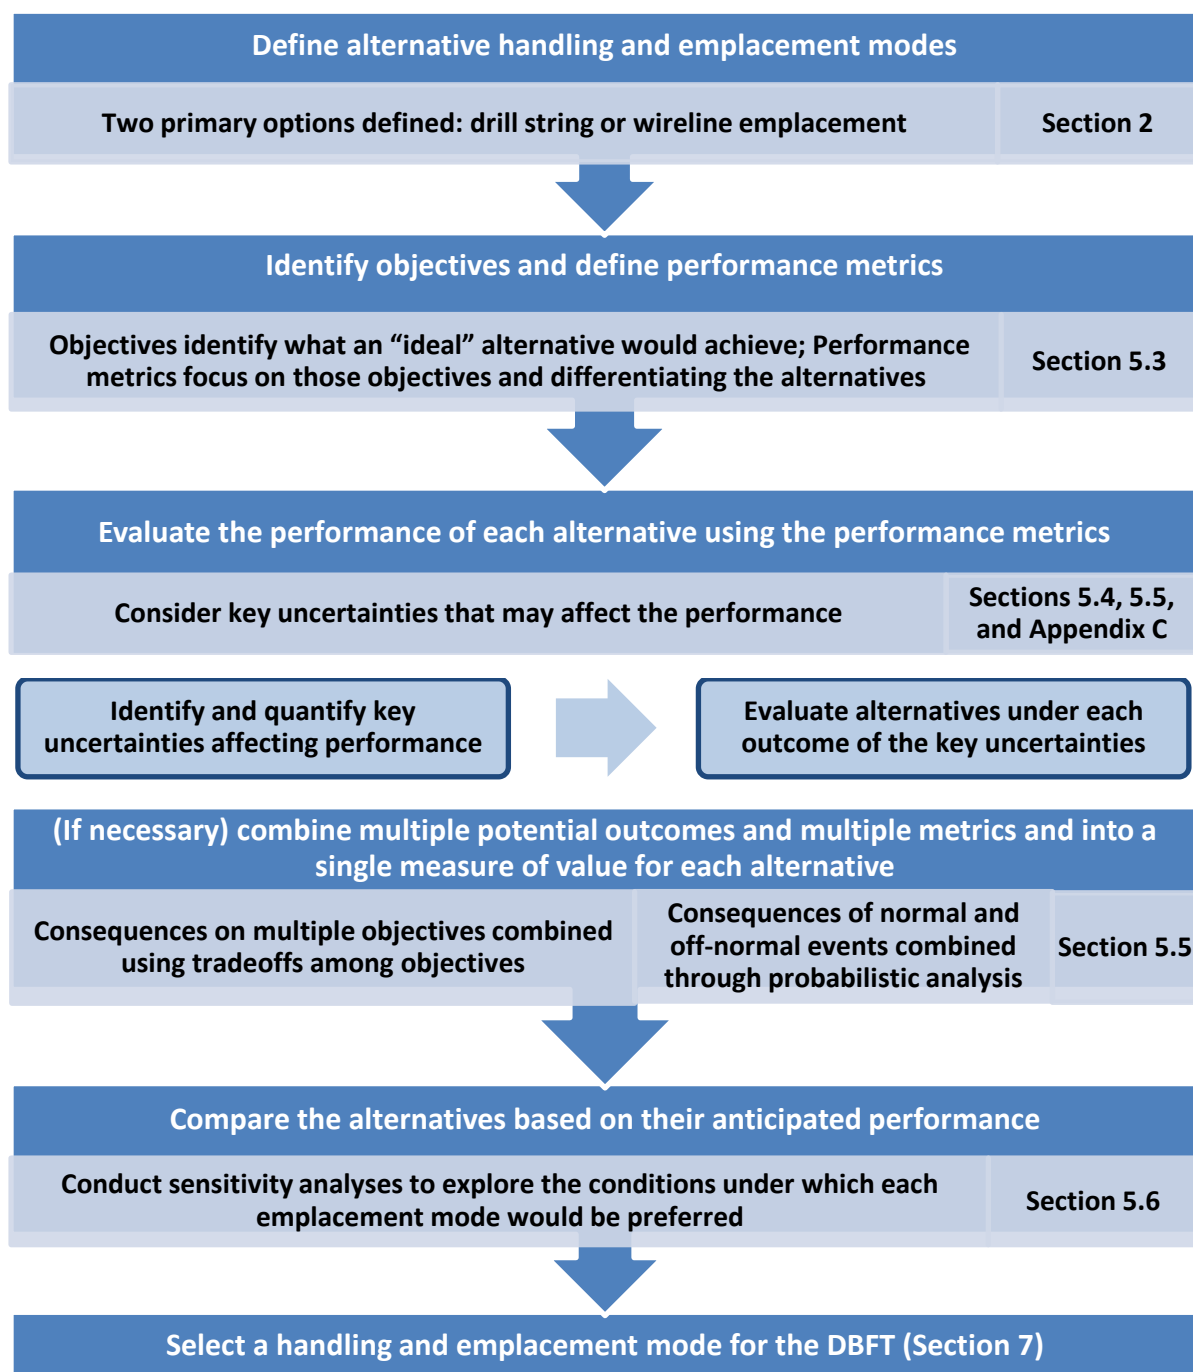 Define alternative handling and emplacement modes
Two primary options defined: drill string or wireline emplacement
Section 2
Identify objectives and define performance metrics
Objectives identify what an “ideal” alternative would achieve; Performance
metrics focus on those objectives and differentiating the alternatives
Section 5.3
Evaluate the performance of each alternative using the performance metrics
Consider key uncertainties that may affect the performance
Sections 5.4, 5.5,
and Appendix C
Identify and quantify key
uncertainties affecting performance
Evaluate alternatives under each
outcome of the key uncertainties
(If necessary) combine multiple potential outcomes and multiple metrics and into a
single measure of value for each alternative
Consequences on multiple objectives combined
using tradeoffs among objectives
Consequences of normal and
off-normal events combined
through probabilistic analysis
Section 5.5
Compare the alternatives based on their anticipated performance
Conduct sensitivity analyses to explore the conditions under which each
emplacement mode would be preferred
Section 5.6
Select a handling and emplacement mode for the DBFT (Section 7)